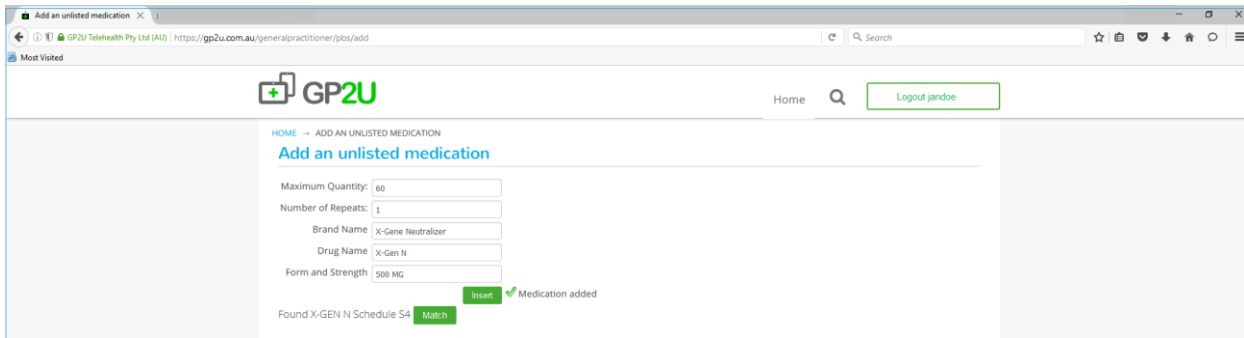 Add an unlisted medication
GP2U Telehealth Pty Ltd (AU) https://gp2u.com.au/generalpractitioner/pbs/add
Search
Most Visited
GP2U
Home
Logout jandoe
HOME → ADD AN UNLISTED MEDICATION
Add an unlisted medication
Maximum Quantity: 60
Number of Repeats: 1
Brand Name X-Gene Neutralizer
Drug Name X-Gen N
Form and Strength 500 MG
Insert Medication added
Found X-GEN N Schedule S4 Match